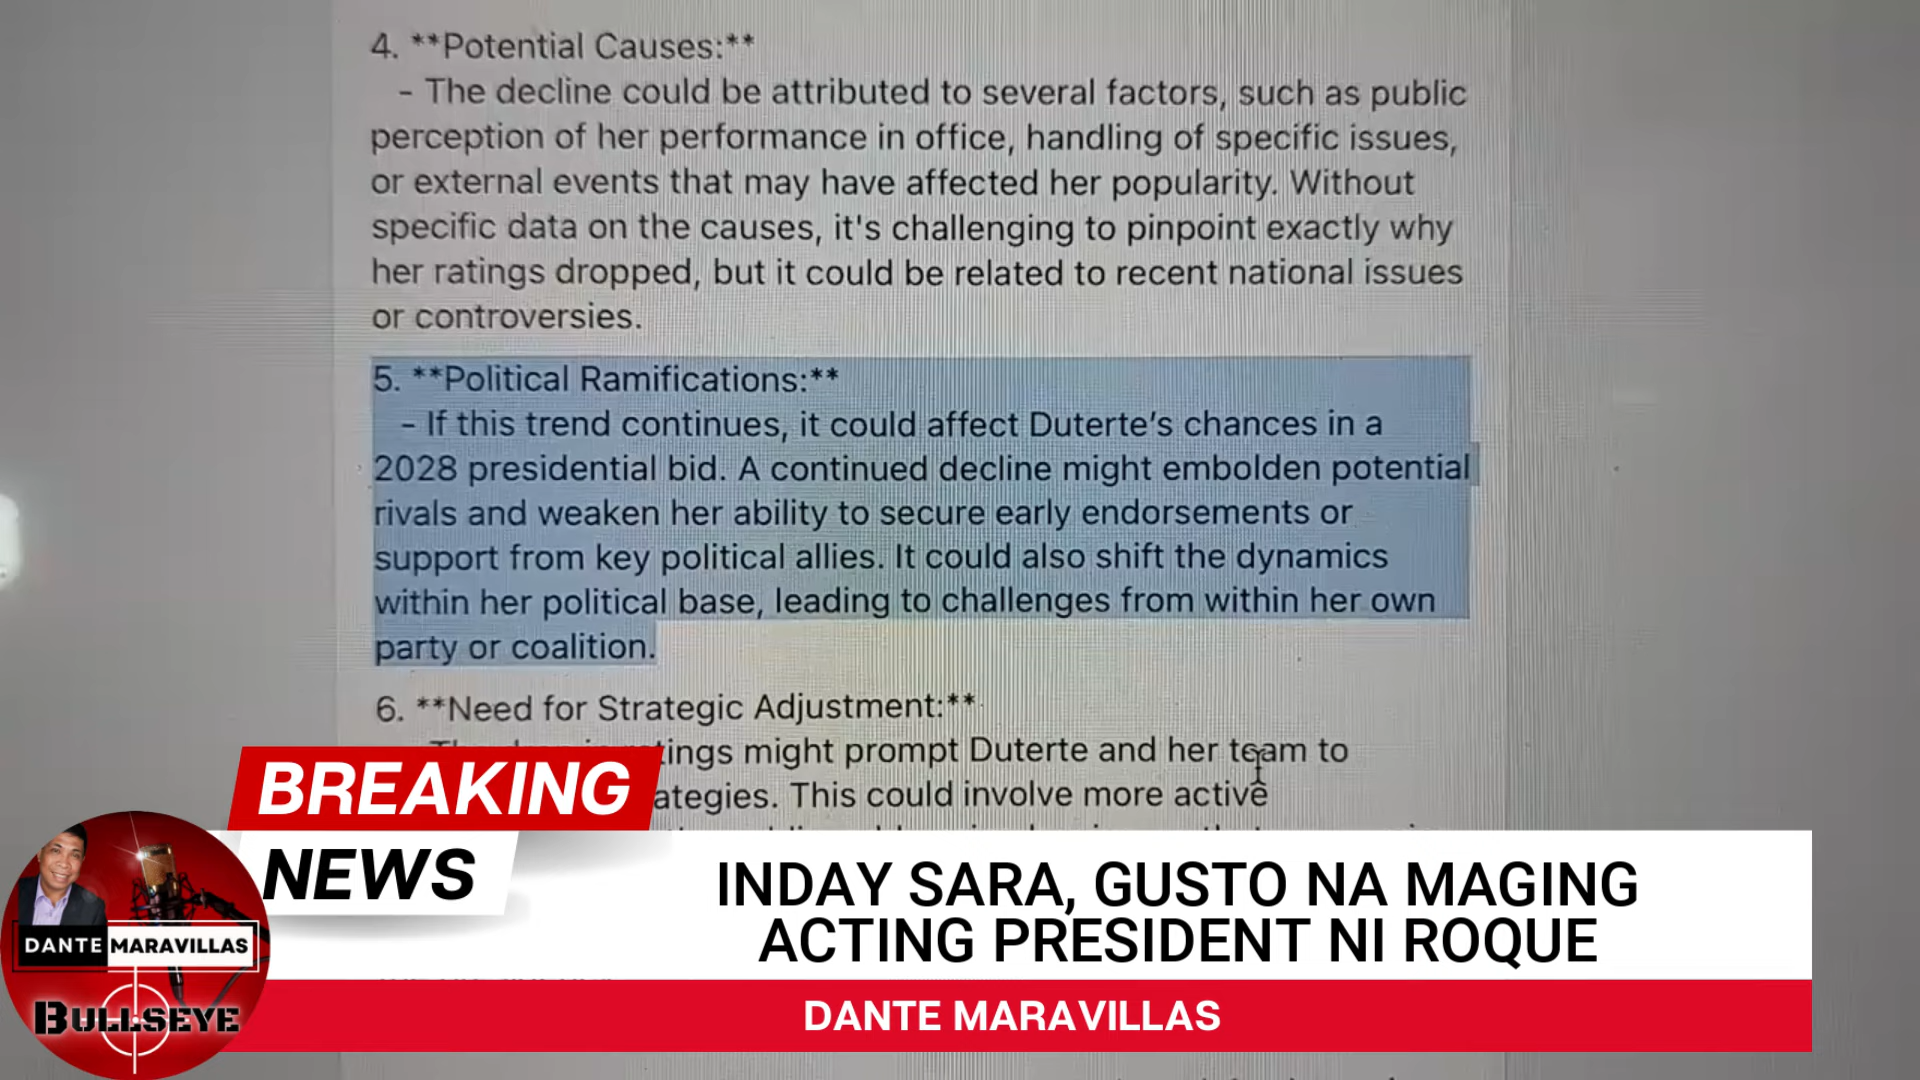 4. **Potential Causes:**
- The decline could be attributed to several factors, such as public
perception of her performance in office, handling of specific issues,
or external events that may have affected her popularity. Without
specific data on the causes, it's challenging to pinpoint exactly why
her ratings dropped, but it could be related to recent national issues
or controversies.
5. **Political Ramifications:**
- If this trend continues, it could affect Duterte’s chances in a
2028 presidential bid. A continued decline might embolden potential
rivals and weaken her ability to secure early endorsements or
support from key political allies. It could also shift the dynamics
within her political base, leading to challenges from within her own
party or coalition.
6. **Need for Strategic Adjustment:**
might prompt Duterte and her team to
This could involve more active
BREAKING
NEWS
INDAY SARA, GUSTO NA MAGING
ACTING PRESIDENT NI ROQUE
DANTE MARAVILLAS
DANTE MARAVILLAS
BULLSEYE